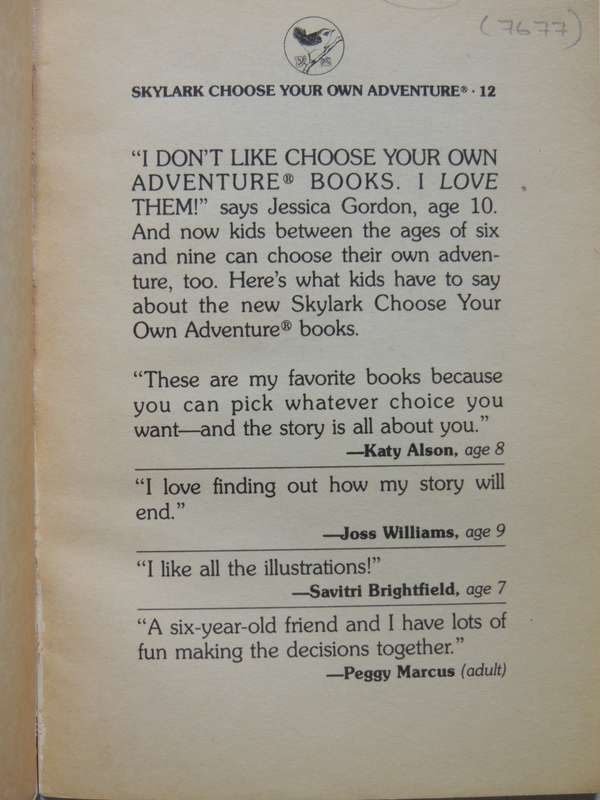 (7677)
SKYLARK CHOOSE YOUR OWN ADVENTURE® · 12
“I DON’T LIKE CHOOSE YOUR OWN
ADVENTURE® BOOKS. I LOVE
THEM!” says Jessica Gordon, age 10.
And now kids between the ages of six
and nine can choose their own adven-
ture, too. Here’s what kids have to say
about the new Skylark Choose Your
Own Adventure® books.
“These are my favorite books because
you can pick whatever choice you
want—and the story is all about you.”
—Katy Alson, age 8
“I love finding out how my story will
end.”
—Joss Williams, age 9
“I like all the illustrations!”
—Savitri Brightfield, age 7
“A six-year-old friend and I have lots of
fun making the decisions together.”
—Peggy Marcus (adult)